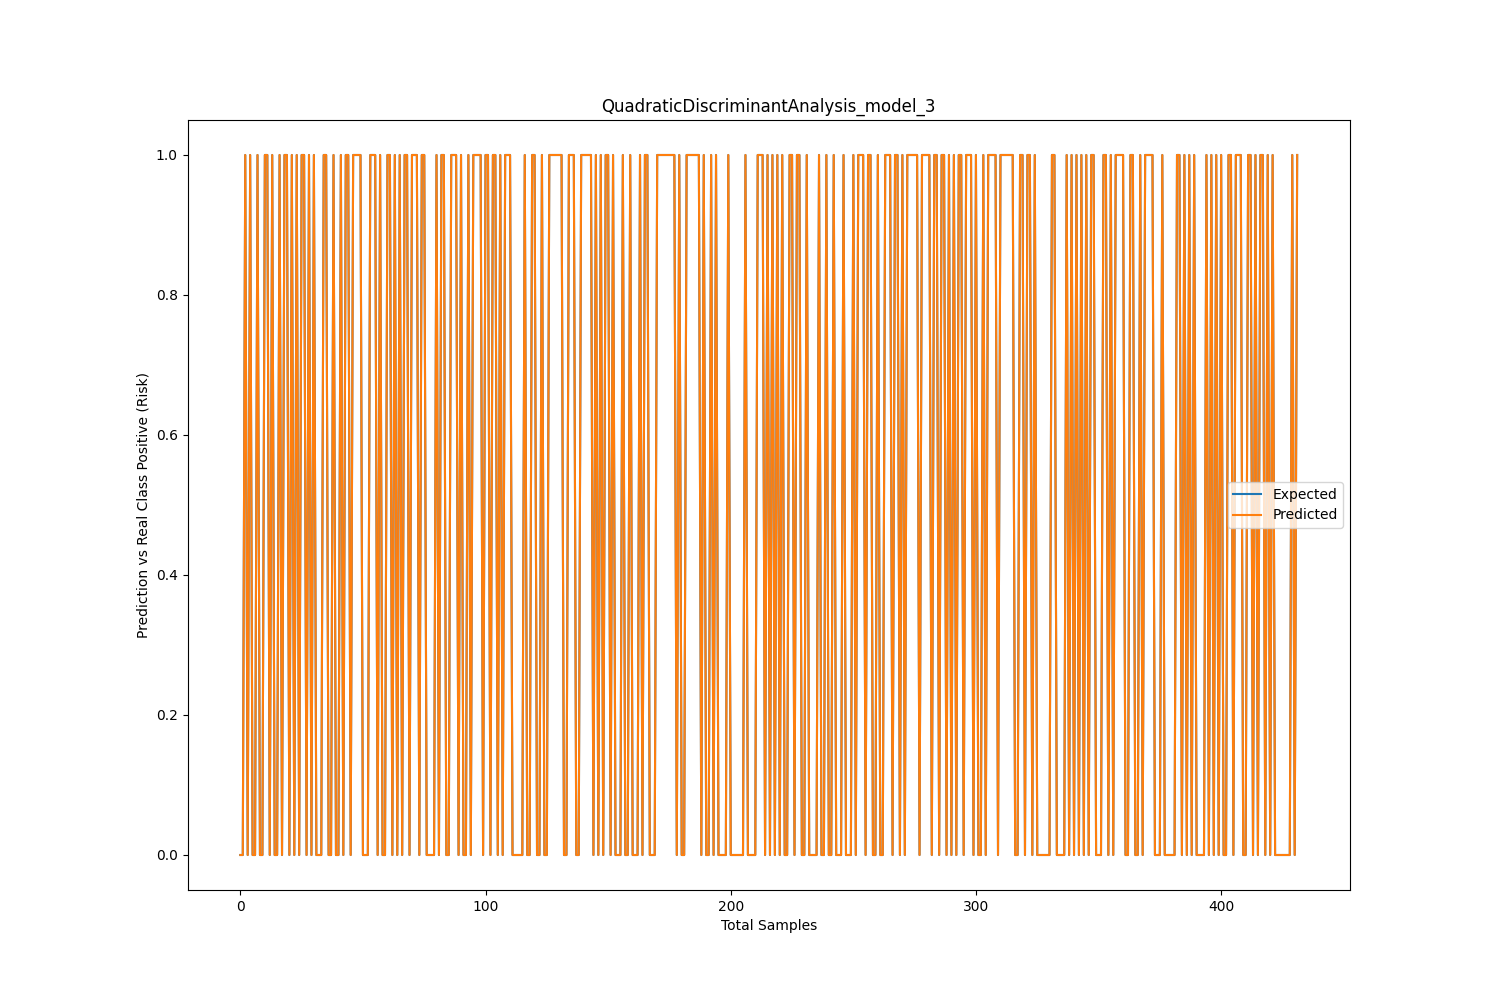 QuadraticDiscriminantAnalysis_model_3
Prediction vs Real Class Positive (Risk)
1.0
0.8
0.6
0.4
0.2
0.0
Expected
Predicted
0
100
200
300
400
Total Samples